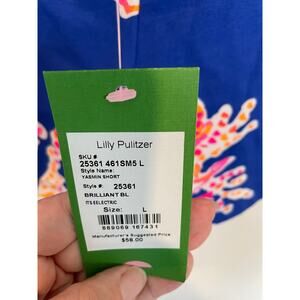 Lilly Pulitzer
SKU #
25361 461SM5 L
Style Name:
YASMIN SHORT
Style #: 25361
BRILLIANT BL
ITS EELECTRIC
Size: L
889069 167431
Manufacturer's Suggested Price
$58.00